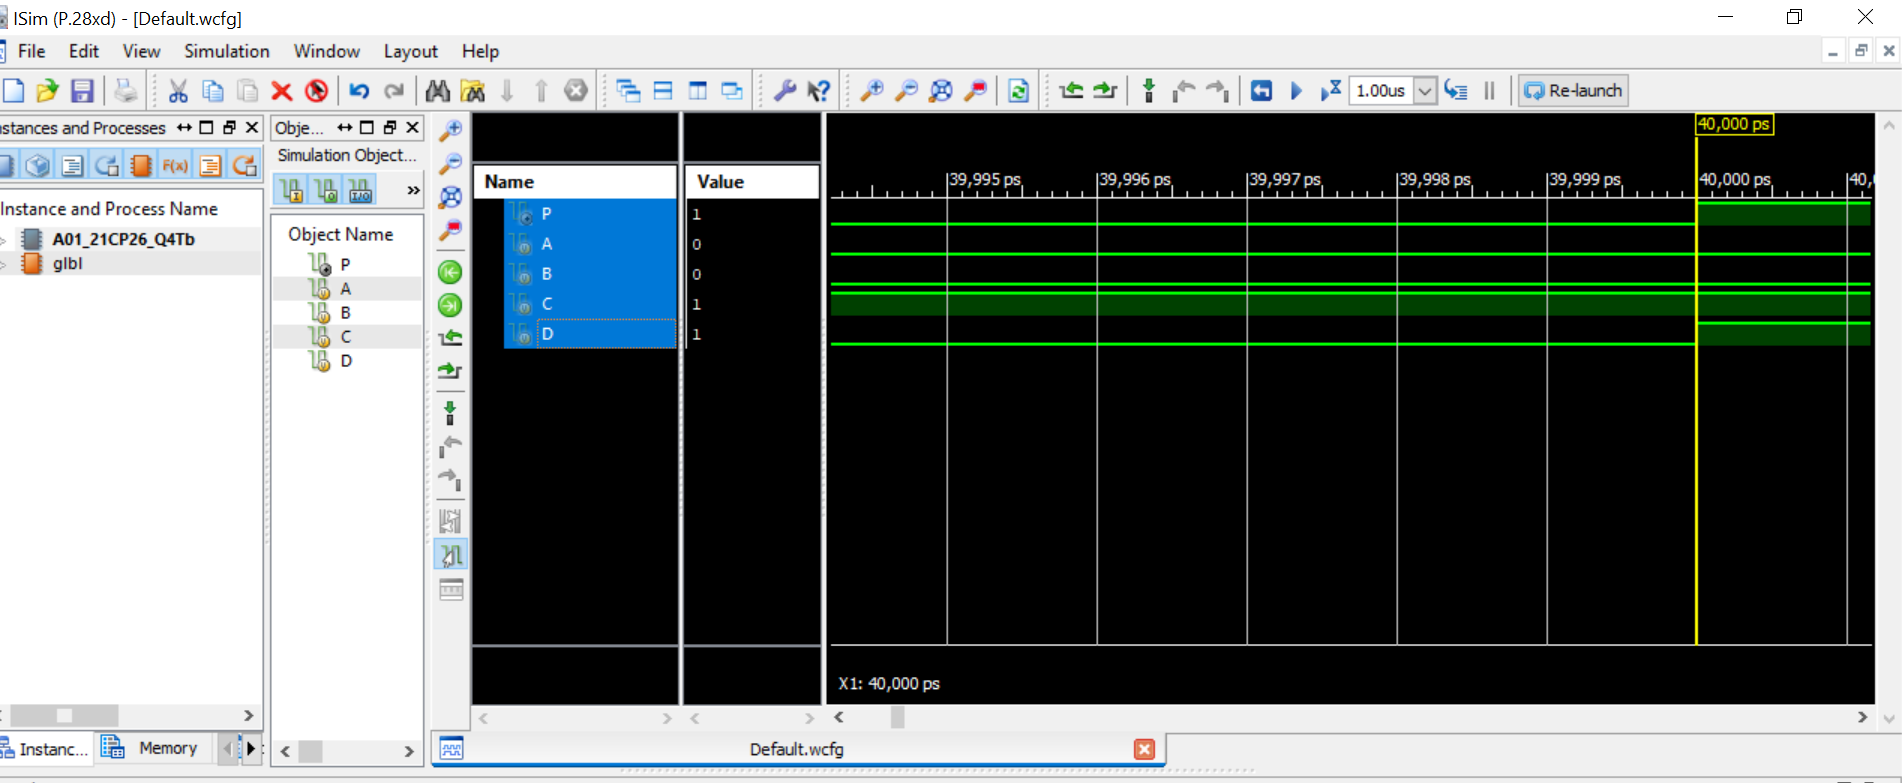 ISim (P.28xd) - [Default.wcfg]
File Edit View Simulation Window Layout Help
1.00us
Re-launch
nstances and Processes
Obje...
Simulation Object...
F(x)
I
O
I/O
»
Instance and Process Name
A01_21CP26_Q4Tb
glbl
Object Name
P
A
B
C
D
Name Value
P 1
A 0
B 0
C 1
D 1
40,000 ps
39,995 ps 39,996 ps 39,997 ps 39,998 ps 39,999 ps 40,000 ps 40,
X1: 40,000 ps
Instanc... Memory
Default.wcfg